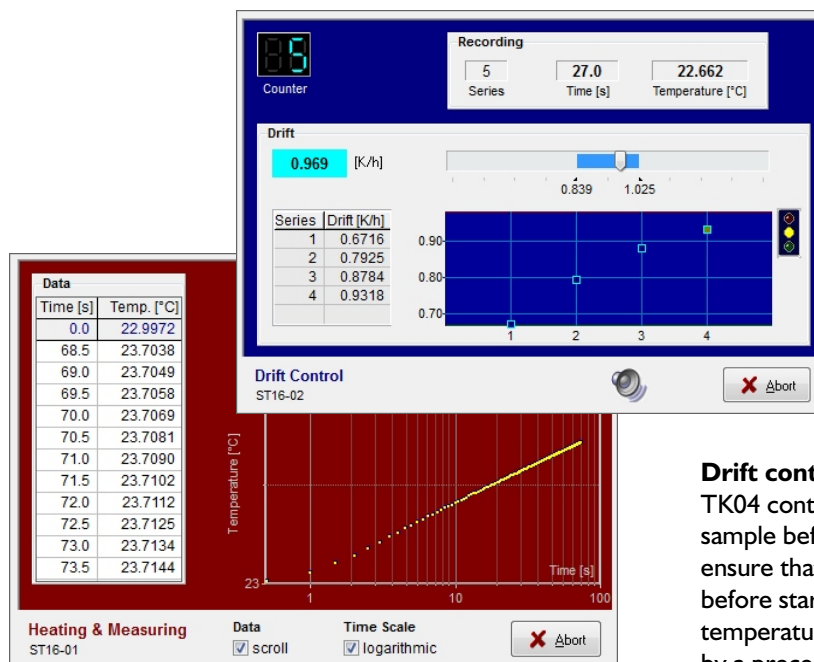 5
Counter
Recording
5 27.0 22.662
Series Time [s] Temperature [°C]
Drift
0.969 [K/h]
0.839 1.025
Series Drift [K/h]
1 0.6716
2 0.7925
3 0.8784
4 0.9318
0.90
0.80
0.70
1 2 3 4
Drift Control
ST16-02
Abort
Data
Time [s] Temp. [°C]
0.0 22.9972
68.5 23.7038
69.0 23.7049
69.5 23.7058
70.0 23.7069
70.5 23.7081
71.0 23.7090
71.5 23.7102
72.0 23.7112
72.5 23.7125
73.0 23.7134
73.5 23.7144
Temperature [°C]
23
Time [s]
1 10 100
Heating & Measuring
ST16-01
Data
scroll
Time Scale
logarithmic
Abort
Drift cont
TK04 cont
sample bef
ensure tha
before star
temperatu